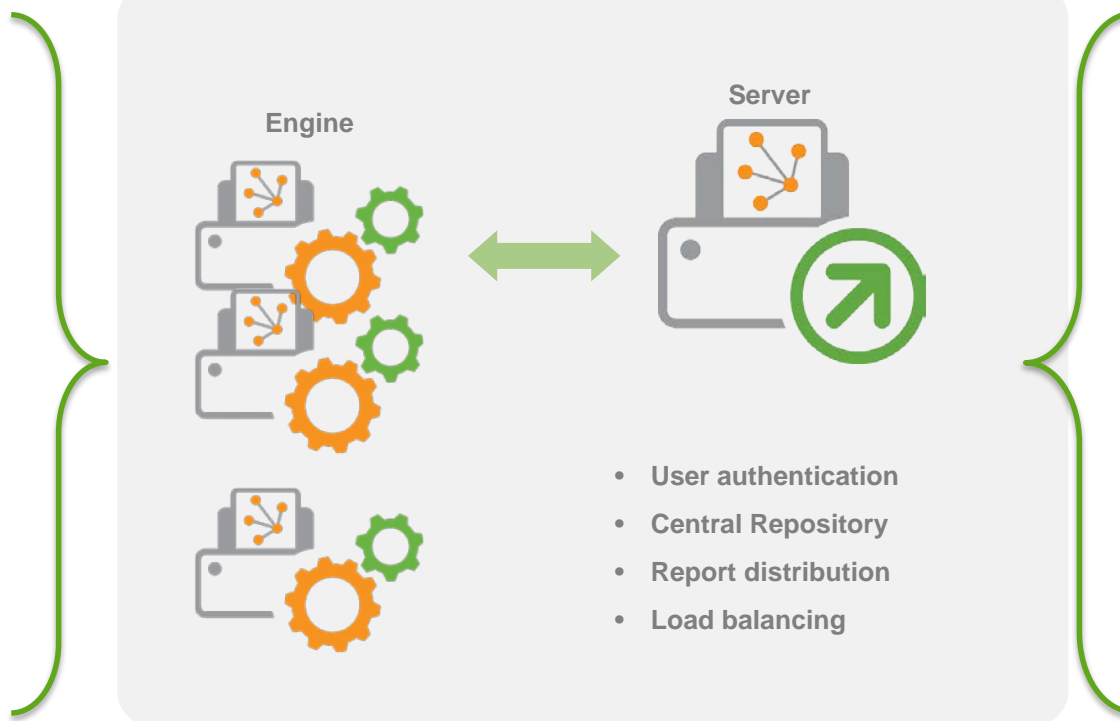 Engine
Server
• User authentication
• Central Repository
• Report distribution
• Load balancing